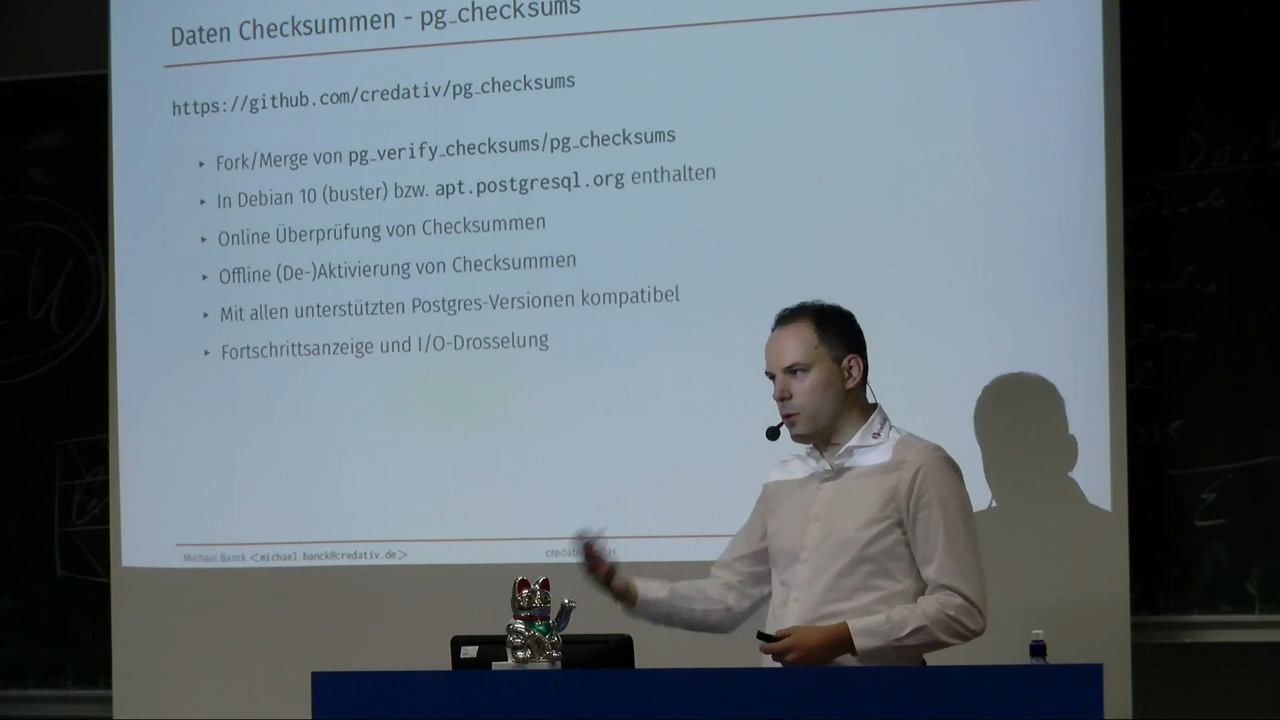 Daten Checksummen - pg_checksums
https://github.com/credativ/pg_checksums
▸ Fork/Merge von pg_verify_checksums/pg_checksums
▸ In Debian 10 (buster) bzw. apt.postgresql.org enthalten
▸ Online Überprüfung von Checksummen
▸ Offline (De-)Aktivierung von Checksummen
▸ Mit allen unterstützten Postgres-Versionen kompatibel
▸ Fortschrittsanzeige und I/O-Drosselung
Michael Banck <michael.banck@credativ.de>